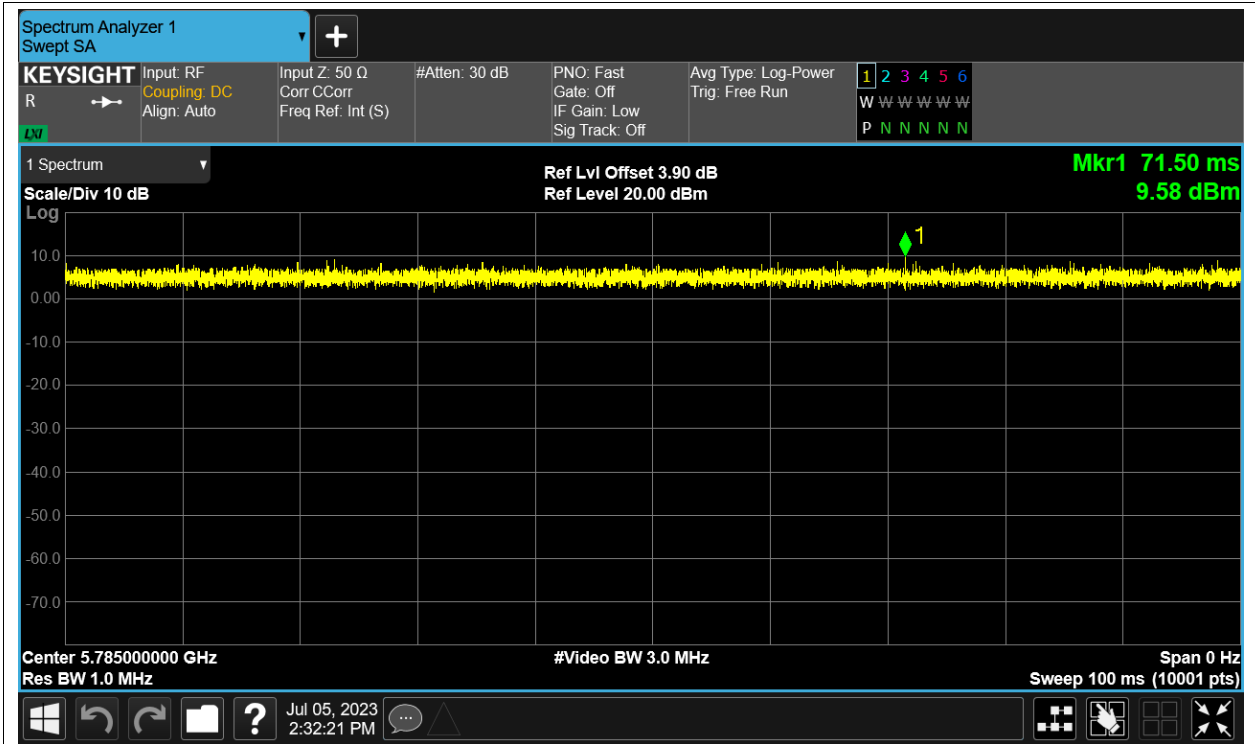 Spectrum Analyzer 1
Swept SA
KEYSIGHT
R
LXI
Input: RF
Coupling: DC
Align: Auto
Input Z: 50 Ω
Corr CCorr
Freq Ref: Int (S)
#Atten: 30 dB
PNO: Fast
Gate: Off
IF Gain: Low
Sig Track: Off
Avg Type: Log-Power
Trig: Free Run
1 2 3 4 5 6
W W W W W W
P N N N N N
1 Spectrum
Scale/Div 10 dB
Log
Ref Lvl Offset 3.90 dB
Ref Level 20.00 dBm
Mkr1 71.50 ms
9.58 dBm
1
10.0
0.00
-10.0
-20.0
-30.0
-40.0
-50.0
-60.0
-70.0
Center 5.785000000 GHz
Res BW 1.0 MHz
#Video BW 3.0 MHz
Span 0 Hz
Sweep 100 ms (10001 pts)
?
Jul 05, 2023
2:32:21 PM